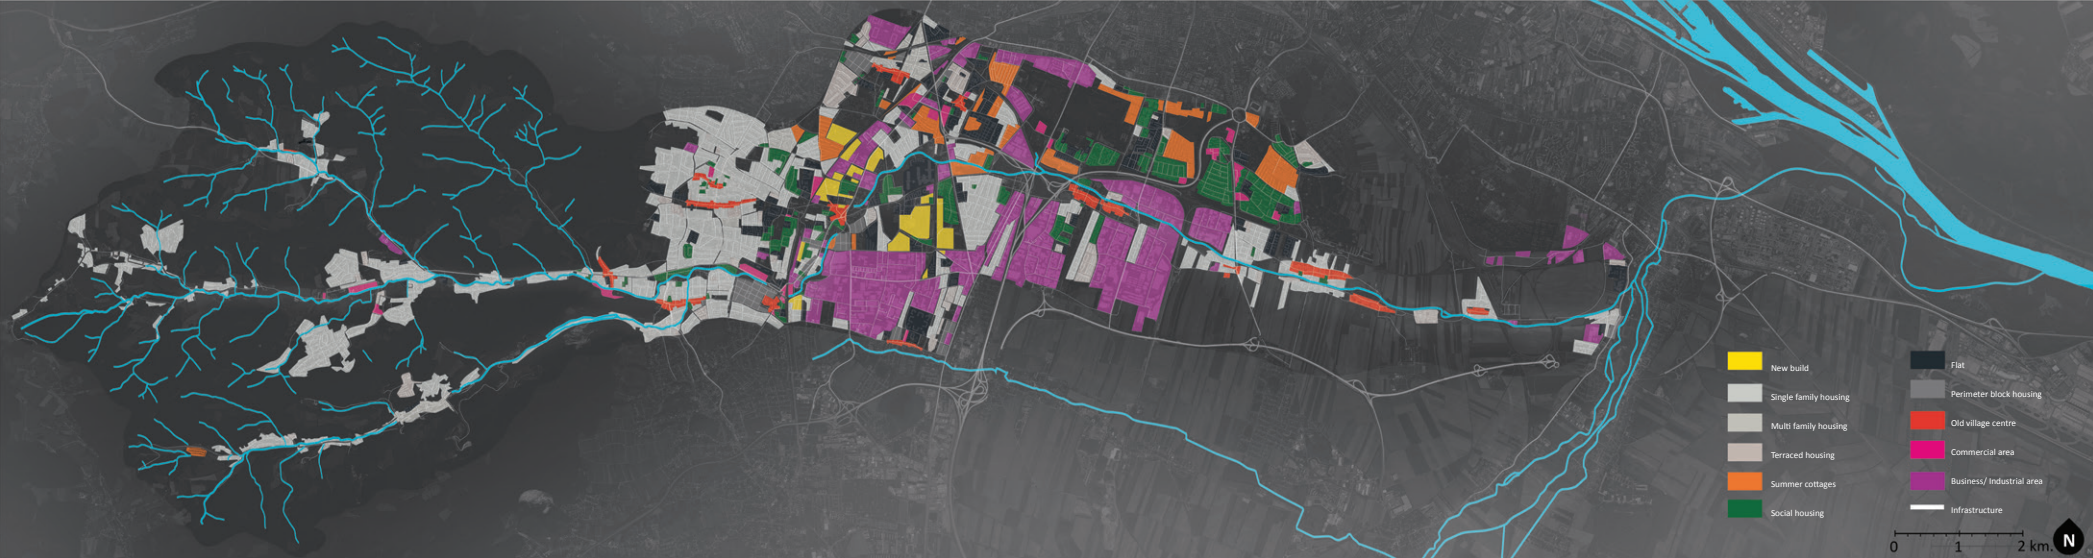 New build
Single family housing
Multi family housing
Terraced housing
Summer cottages
Social housing
Flat
Perimeter block housing
Old village centre
Commercial area
Business/ Industrial area
Infrastructure
0 1 2 km.
N